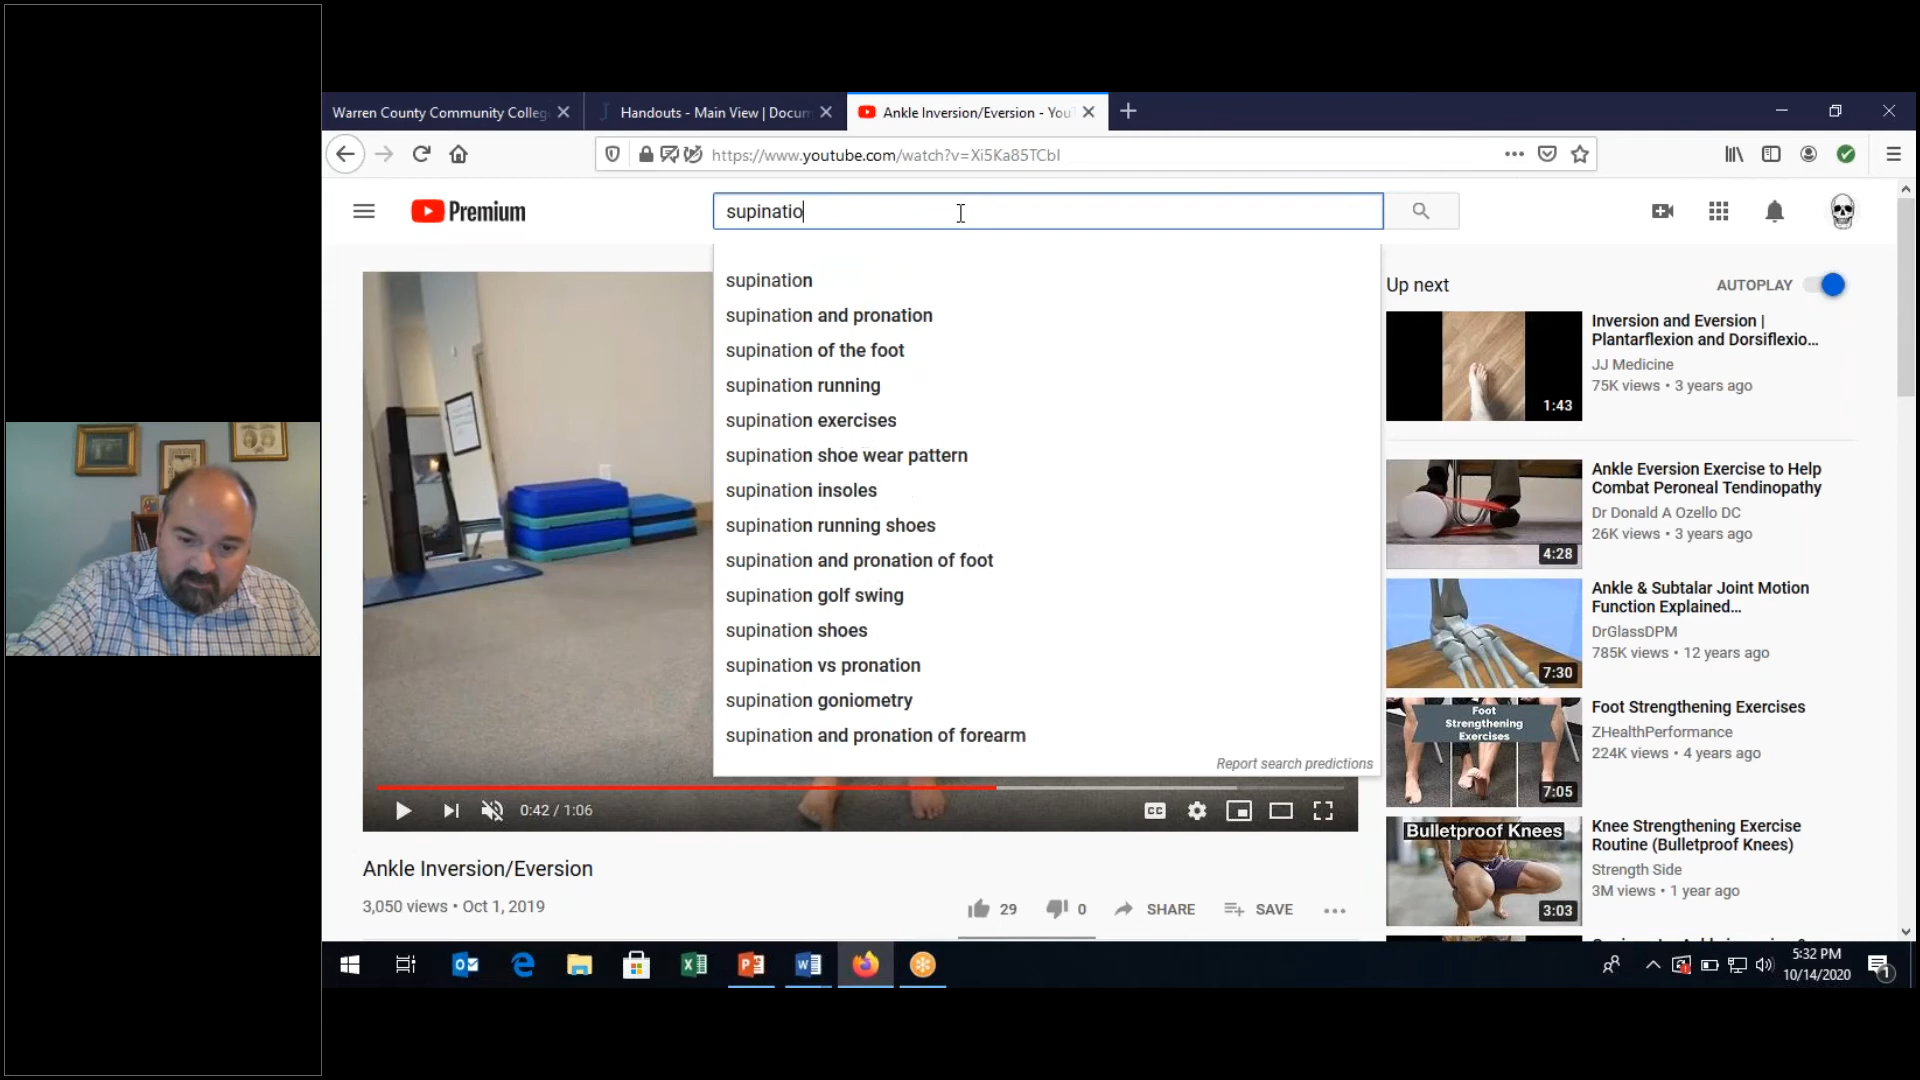 Warren County Community Colleg
Handouts - Main View | Docum
Ankle Inversion/Eversion - You
https://www.youtube.com/watch?v=Xi5Ka85TCbI
Premium
supinatio
supination
supination and pronation
supination of the foot
supination running
supination exercises
supination shoe wear pattern
supination insoles
supination running shoes
supination and pronation of foot
supination golf swing
supination shoes
supination vs pronation
supination goniometry
supination and pronation of forearm
Report search predictions
0:42 / 1:06
CC
Ankle Inversion/Eversion
3,050 views • Oct 1, 2019
29
0
SHARE
SAVE
Up next
AUTOPLAY
1:43
Inversion and Eversion |
Plantarflexion and Dorsiflexio...
JJ Medicine
75K views • 3 years ago
4:28
Ankle Eversion Exercise to Help
Combat Peroneal Tendinopathy
Dr Donald A Ozello DC
26K views • 3 years ago
7:30
Ankle & Subtalar Joint Motion
Function Explained...
DrGlassDPM
785K views • 12 years ago
Foot
Strengthening
Exercises
7:05
Foot Strengthening Exercises
ZHealthPerformance
224K views • 4 years ago
Bulletproof Knees
3:03
Knee Strengthening Exercise
Routine (Bulletproof Knees)
Strength Side
3M views • 1 year ago
5:32 PM
10/14/2020
1